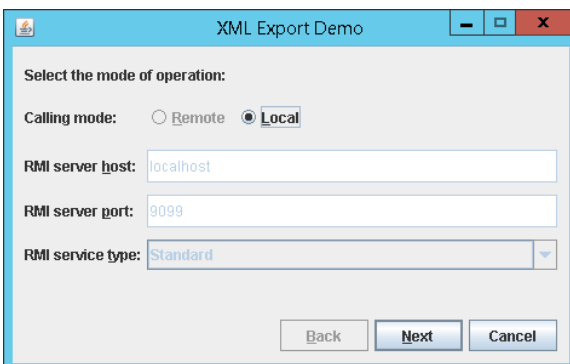 XML Export Demo
Select the mode of operation:
Calling mode: Remote Local
RMI server host: localhost
RMI server port: 9099
RMI service type: Standard
Back Next Cancel